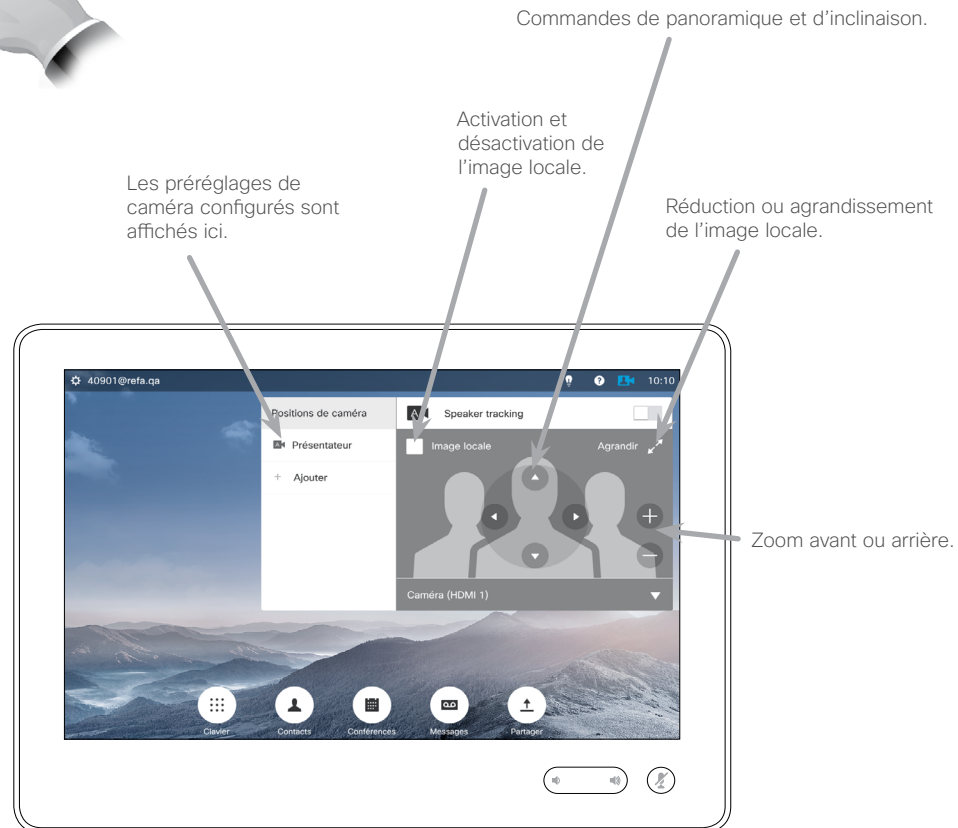 Commandes de panoramique et d'inclinaison.
Activation et
désactivation de
l'image locale.
Les préréglages de
caméra configurés sont
affichés ici.
Réduction ou agrandissement
de l'image locale.
40901@refa.qa
10:10
Positions de caméra
Speaker tracking
Présentateur
Image locale
Agrandir
+ Ajouter
Zoom avant ou arrière.
Caméra (HDMI 1)
Clavier
Contacts
Conférences
Messages
Partager